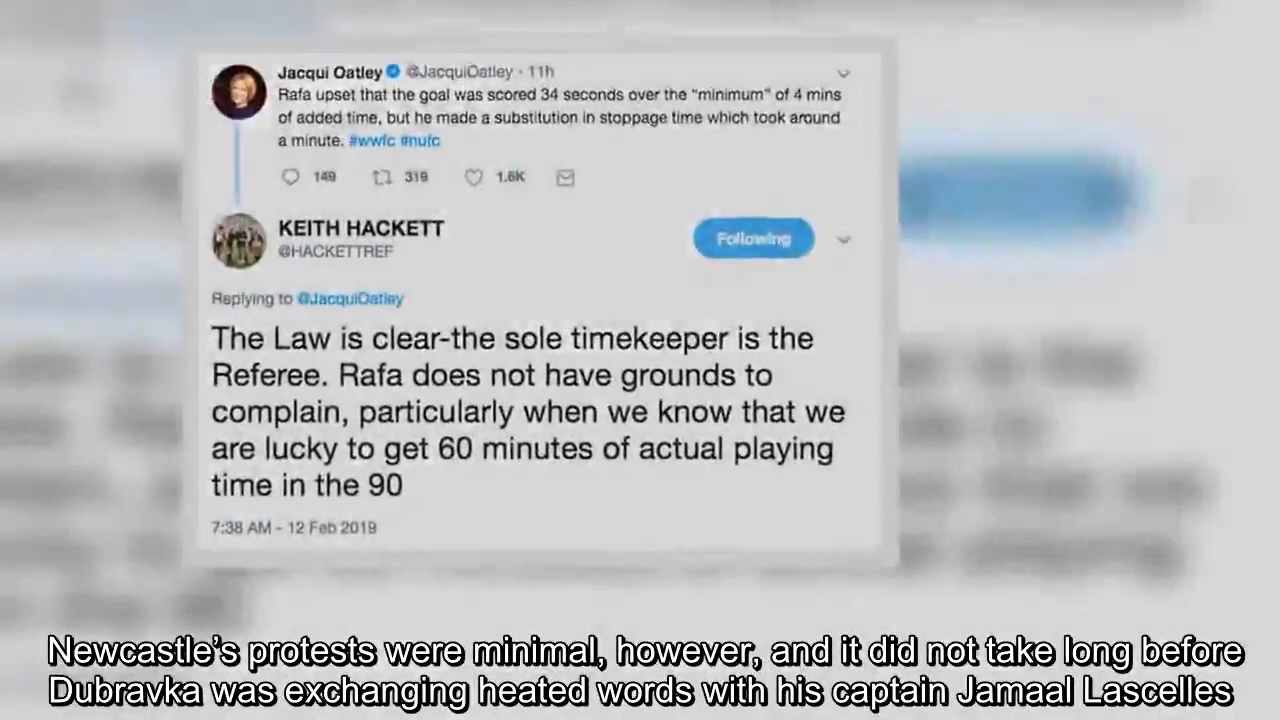 Jacqui Oatley @JacquiOatley · 11h
Rafa upset that the goal was scored 34 seconds over the "minimum" of 4 mins
of added time, but he made a substitution in stoppage time which took around
a minute. #wwfc #nufc
149 319 1.6K
KEITH HACKETT
@HACKETTREF
Following
Replying to @JacquiOatley
The Law is clear-the sole timekeeper is the
Referee. Rafa does not have grounds to
complain, particularly when we know that we
are lucky to get 60 minutes of actual playing
time in the 90
7:38 AM - 12 Feb 2019
Newcastle's protests were minimal, however, and it did not take long before
Dubravka was exchanging heated words with his captain Jamaal Lascelles